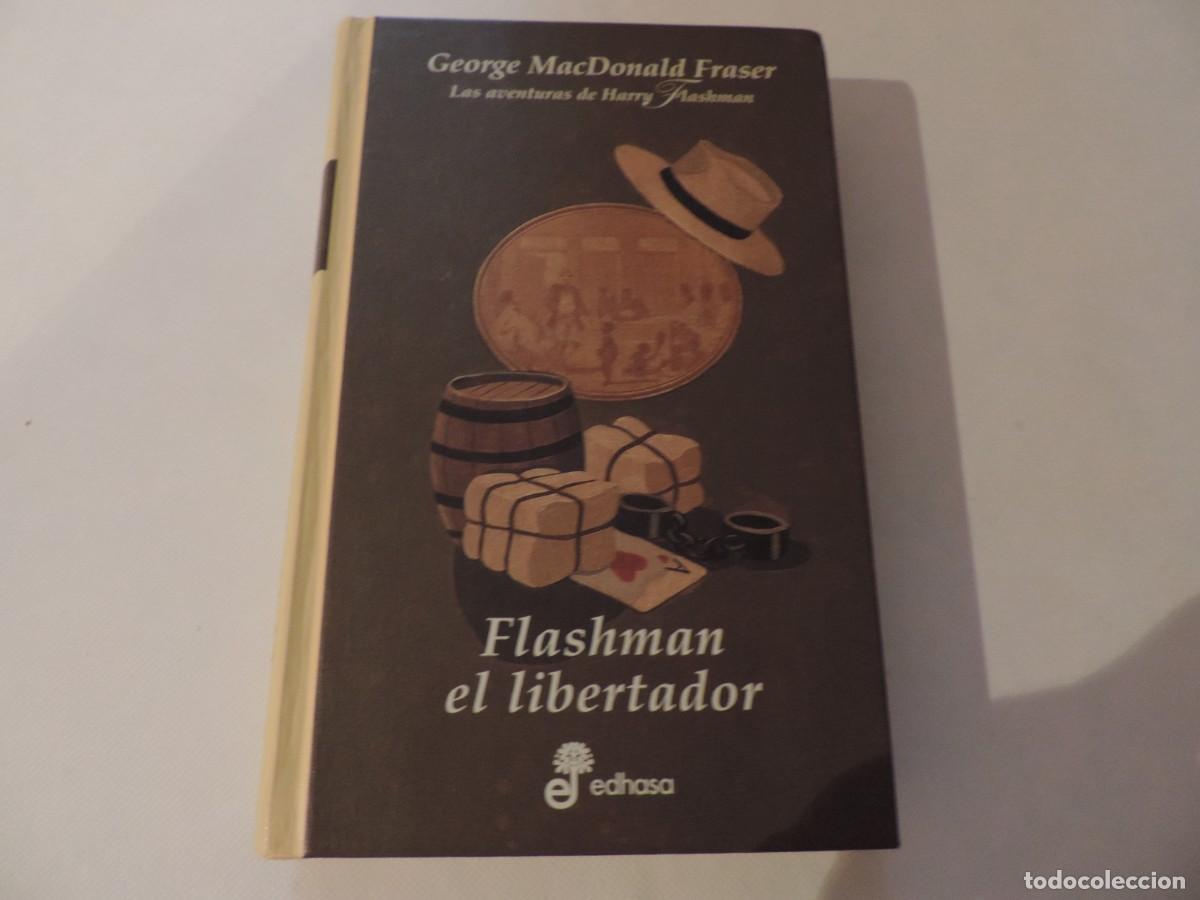 George MacDonald Fraser
Las aventuras de Harry Flashman
A
Flashman
el libertador
edhasa
todocoleccion